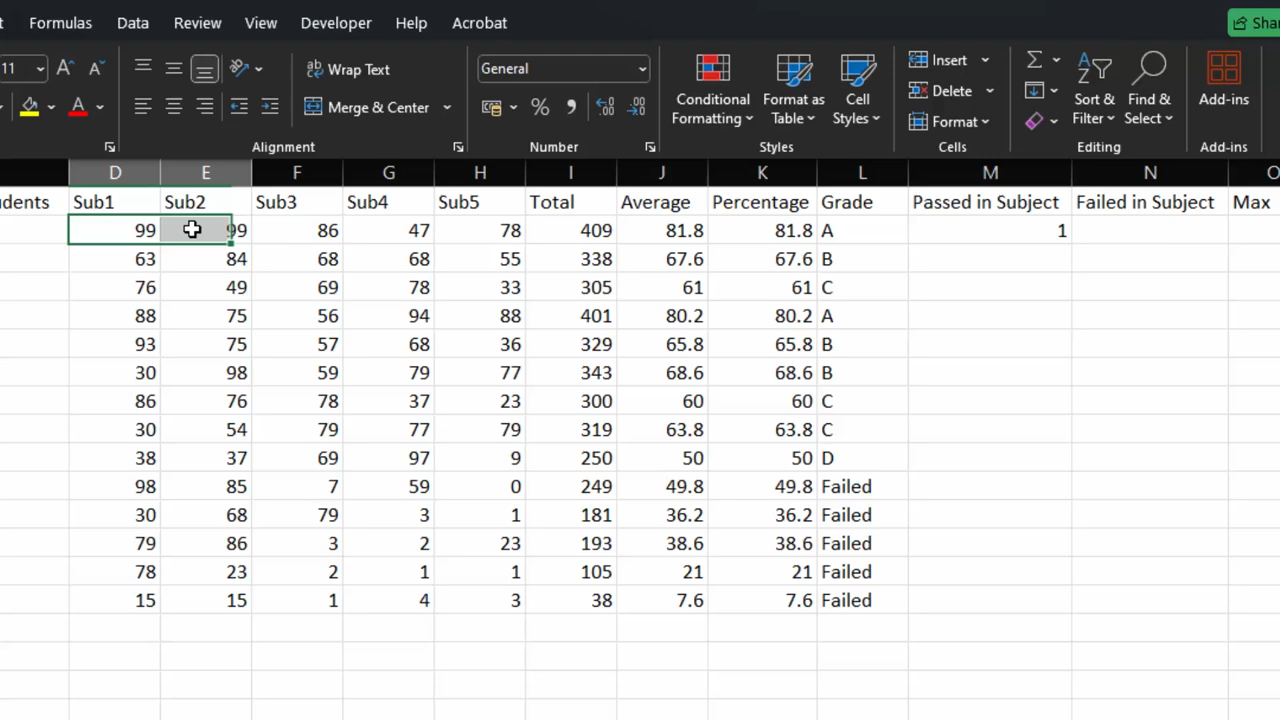 Formulas Data Review View Developer Help Acrobat
11 A A Wrap Text General Conditional Formatting Format as Table Cell Styles Insert Delete Format Sort & Filter Find & Select Add-ins
A Merge & Center % 9
Alignment Number Styles Cells Editing Add-ins
D E F G H I J K L M N
Sub1 Sub2 Sub3 Sub4 Sub5 Total Average Percentage Grade Passed in Subject Failed in Subject Max
99 99 86 47 78 409 81.8 81.8 A 1
63 84 68 68 55 338 67.6 67.6 B
76 49 69 78 33 305 61 61 C
88 75 56 94 88 401 80.2 80.2 A
93 75 57 68 36 329 65.8 65.8 B
30 98 59 79 77 343 68.6 68.6 B
86 76 78 37 23 300 60 60 C
30 54 79 77 79 319 63.8 63.8 C
38 37 69 97 9 250 50 50 D
98 85 7 59 0 249 49.8 49.8 Failed
30 68 79 3 1 181 36.2 36.2 Failed
79 86 3 2 23 193 38.6 38.6 Failed
78 23 2 1 1 105 21 21 Failed
15 15 1 4 3 38 7.6 7.6 Failed